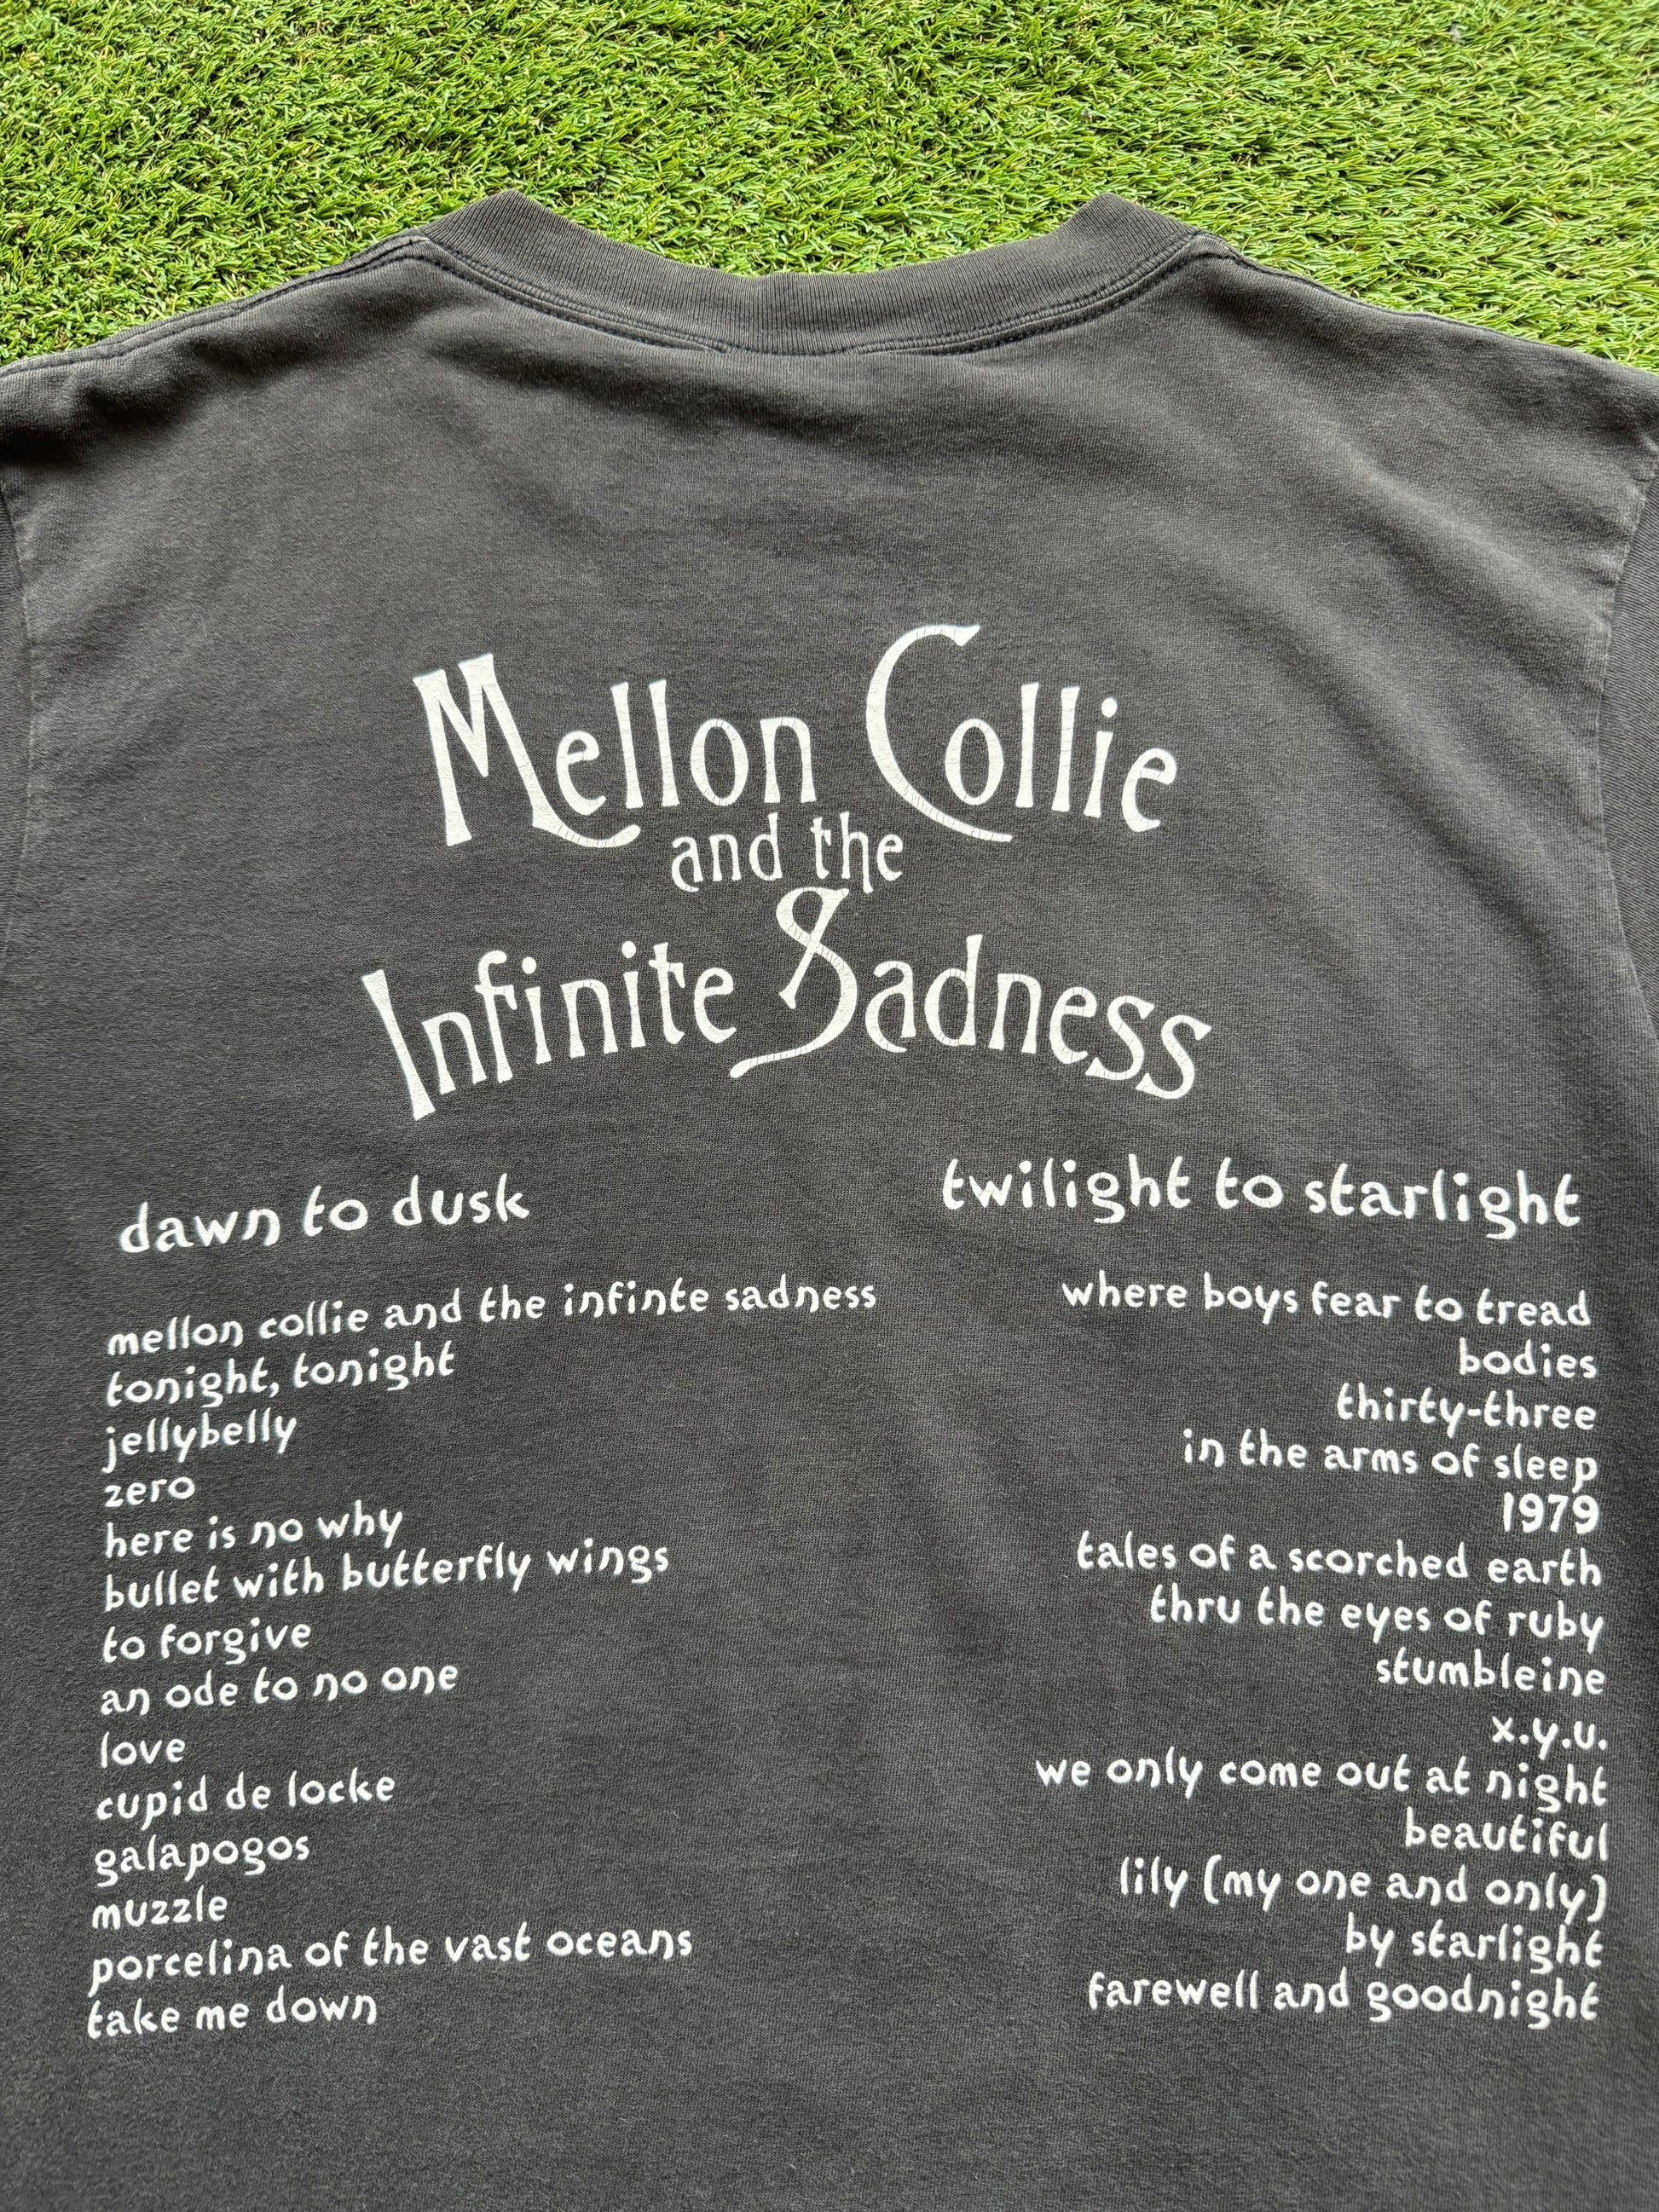 Mellon Collie
and the
Infinite Sadness
dawn to dusk
mellon collie and the infinte sadness
tonight, tonight
jellybelly
zero
here is no why
bullet with butterfly wings
to forgive
an ode to no one
love
cupid de locke
galapogos
muzzle
porcelina of the vast oceans
take me down
twilight to starlight
where boys fear to tread
bodies
thirty-three
in the arms of sleep
1979
tales of a scorched earth
thru the eyes of ruby
stumbleine
x.y.u.
we only come out at night
beautiful
lily (my one and only)
by starlight
farewell and goodnight